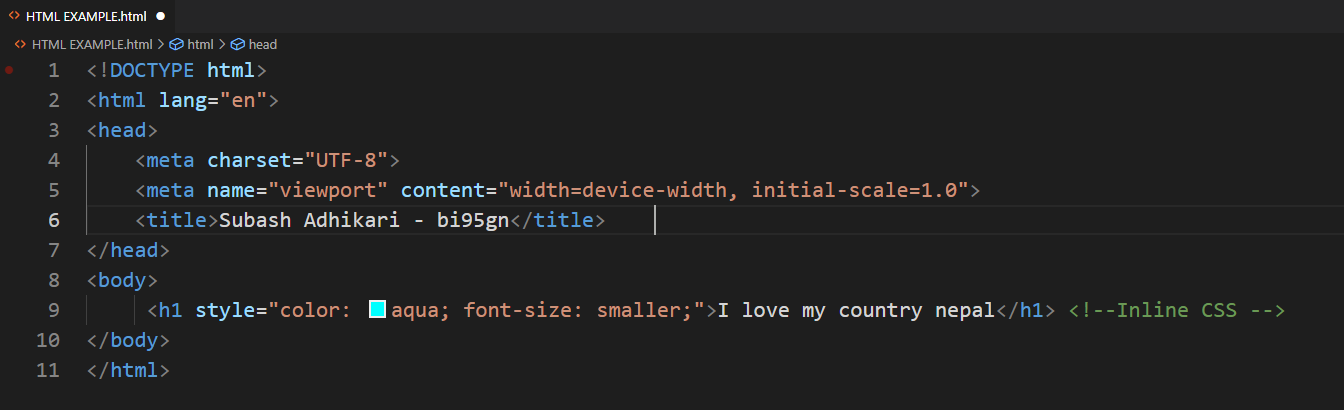 HTML EXAMPLE.html
HTML EXAMPLE.html > html > head
1 <!DOCTYPE html>
2 <html lang="en">
3 <head>
4     <meta charset="UTF-8">
5     <meta name="viewport" content="width=device-width, initial-scale=1.0">
6     <title>Subash Adhikari - bi95gn</title>
7 </head>
8 <body>
9      <h1 style="color: aqua; font-size: smaller;">I love my country nepal</h1> <!--Inline CSS -->
10 </body>
11 </html>